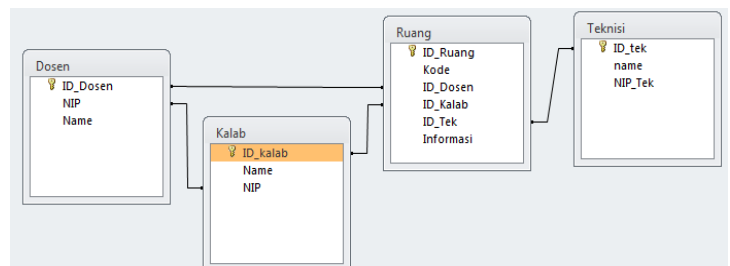 Dosen
ID_Dosen
NIP
Name
Kalab
ID_kalab
Name
NIP
Ruang
ID_Ruang
Kode
ID_Dosen
ID_Kalab
ID_Tek
Informasi
Teknisi
ID_tek
name
NIP_Tek